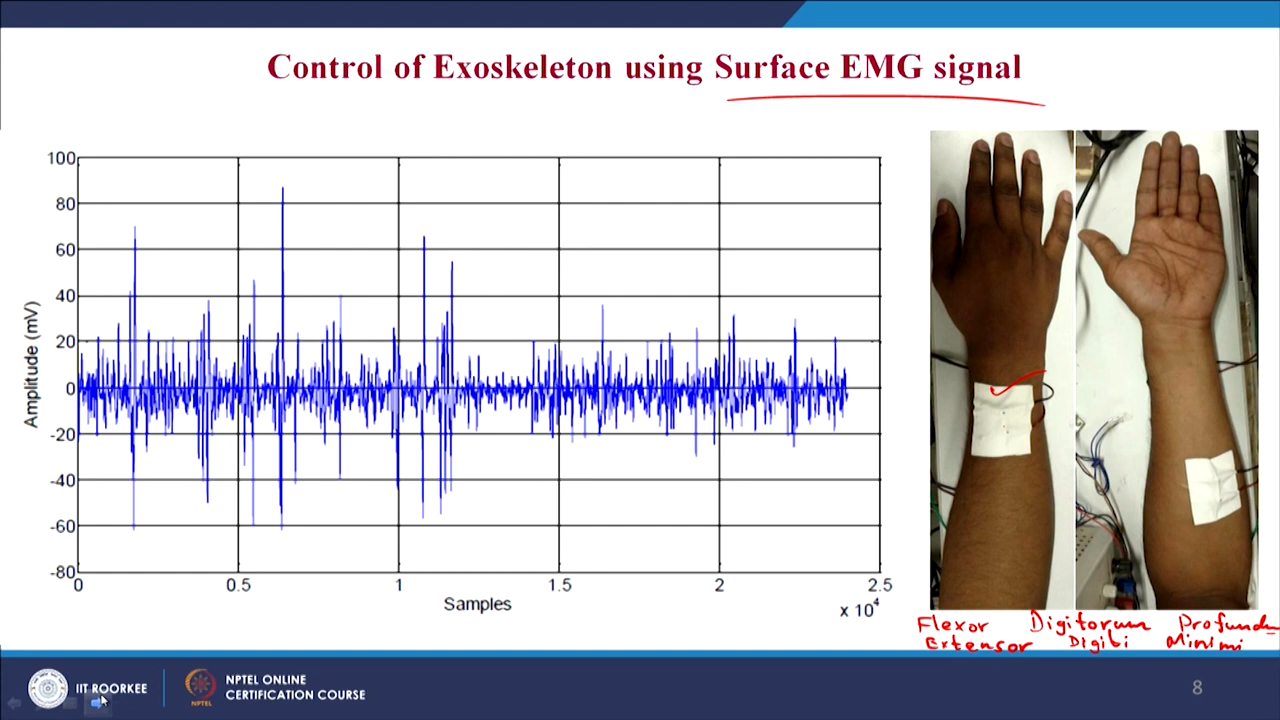 Control of Exoskeleton using Surface EMG signal
100
80
60
40
20
0
-20
-40
-60
-80
Amplitude (mV)
0 0.5 1 1.5 2 2.5
Samples
x 10⁴
Flexor Digitorum Profundu
Extensor Digiti Minimi
IIT ROORKEE
NPTEL
NPTEL ONLINE
CERTIFICATION COURSE
8